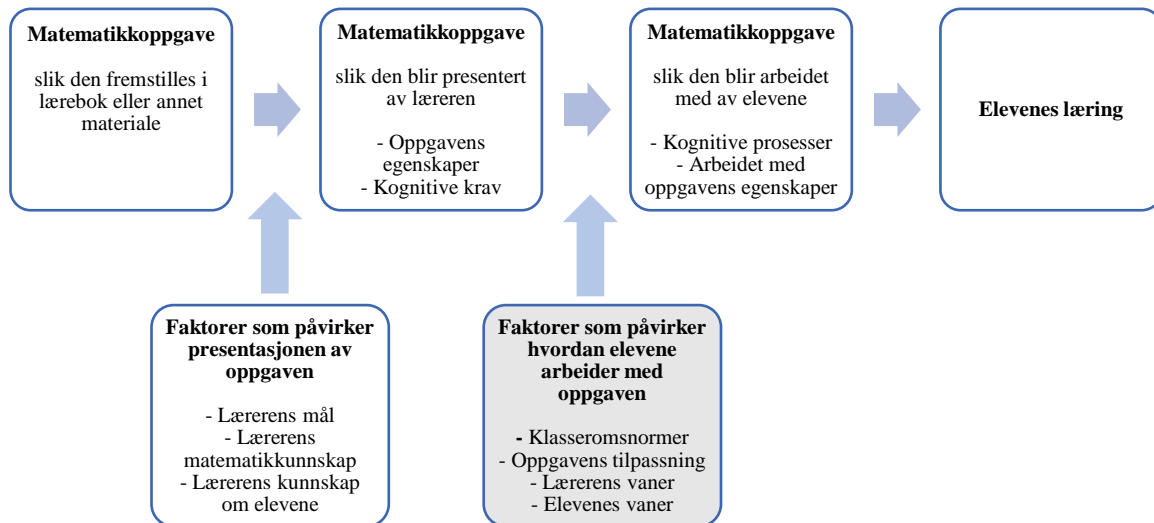 Matematikkoppgave
slik den fremstilles i
lærebok eller annet
materiale
Matematikkoppgave
slik den blir presentert
av læreren
- Oppgavens
egenskaper
- Kognitive krav
Matematikkoppgave
slik den blir arbeidet
med av elevene
- Kognitive prosesser
- Arbeidet med
oppgavens egenskaper
Elevenes læring
Faktorer som påvirker
presentasjonen av
oppgaven
- Lærerens mål
- Lærerens
matematikkunnskap
- Lærerens kunnskap
om elevene
Faktorer som påvirker
hvordan elevene
arbeider med
oppgaven
- Klasseromsnormer
- Oppgavens tilpassning
- Lærerens vaner
- Elevenes vaner